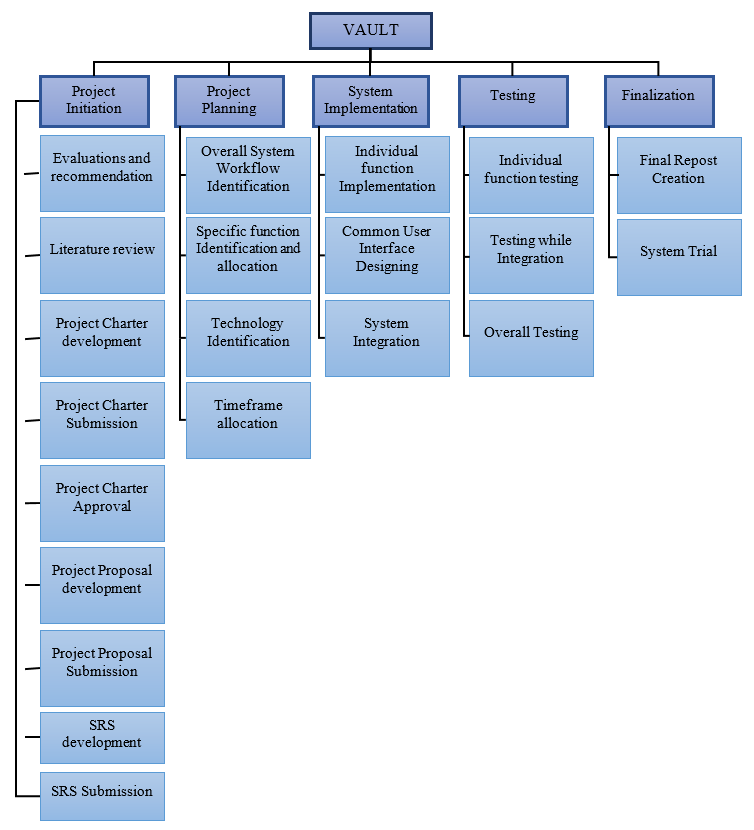 VAULT
Project
Initiation
Project
Planning
System
Implementation
Testing
Finalization
Evaluations and
recommendation
Literature review
Project Charter
development
Project Charter
Submission
Project Charter
Approval
Project Proposal
development
Project Proposal
Submission
SRS
development
SRS Submission
Overall System
Workflow
Identification
Specific function
Identification and
allocation
Technology
Identification
Timeframe
allocation
Individual
function
Implementation
Common User
Interface
Designing
System
Integration
Individual
function testing
Testing while
Integration
Overall Testing
Final Repost
Creation
System Trial